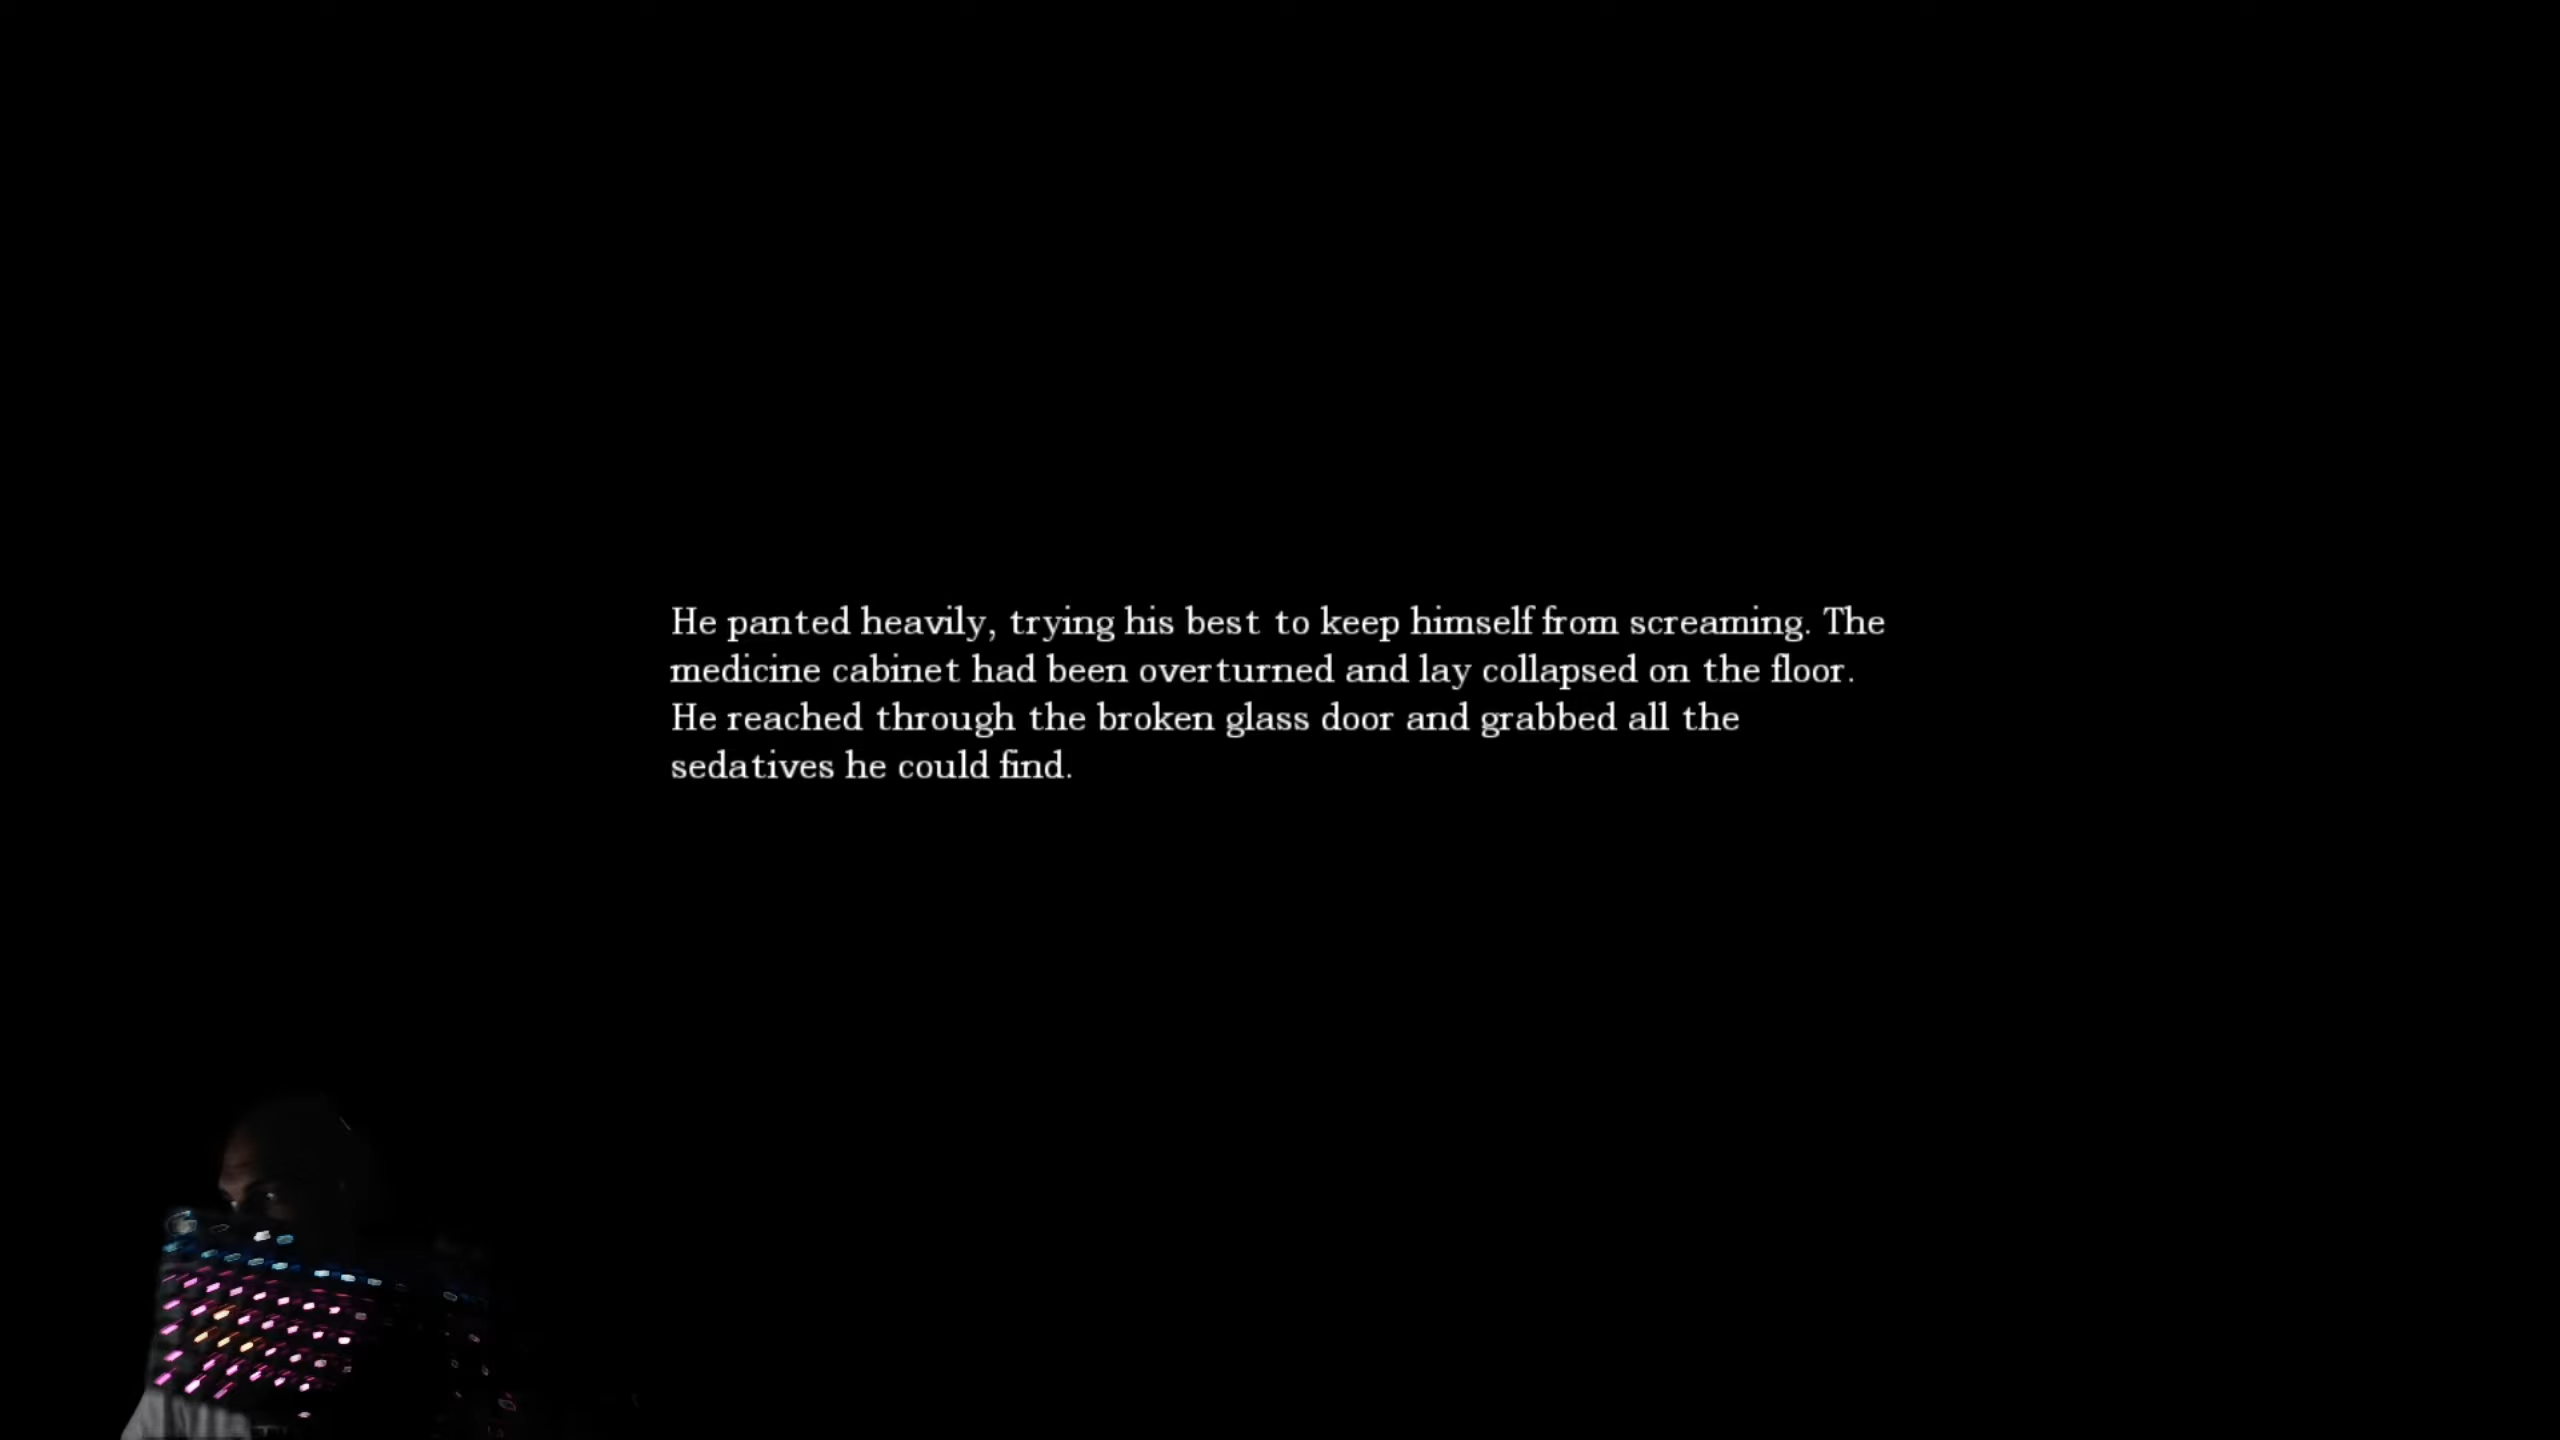 He panted heavily, trying his best to keep himself from screaming. The
medicine cabinet had been overturned and lay collapsed on the floor.
He reached through the broken glass door and grabbed all the
sedatives he could find.